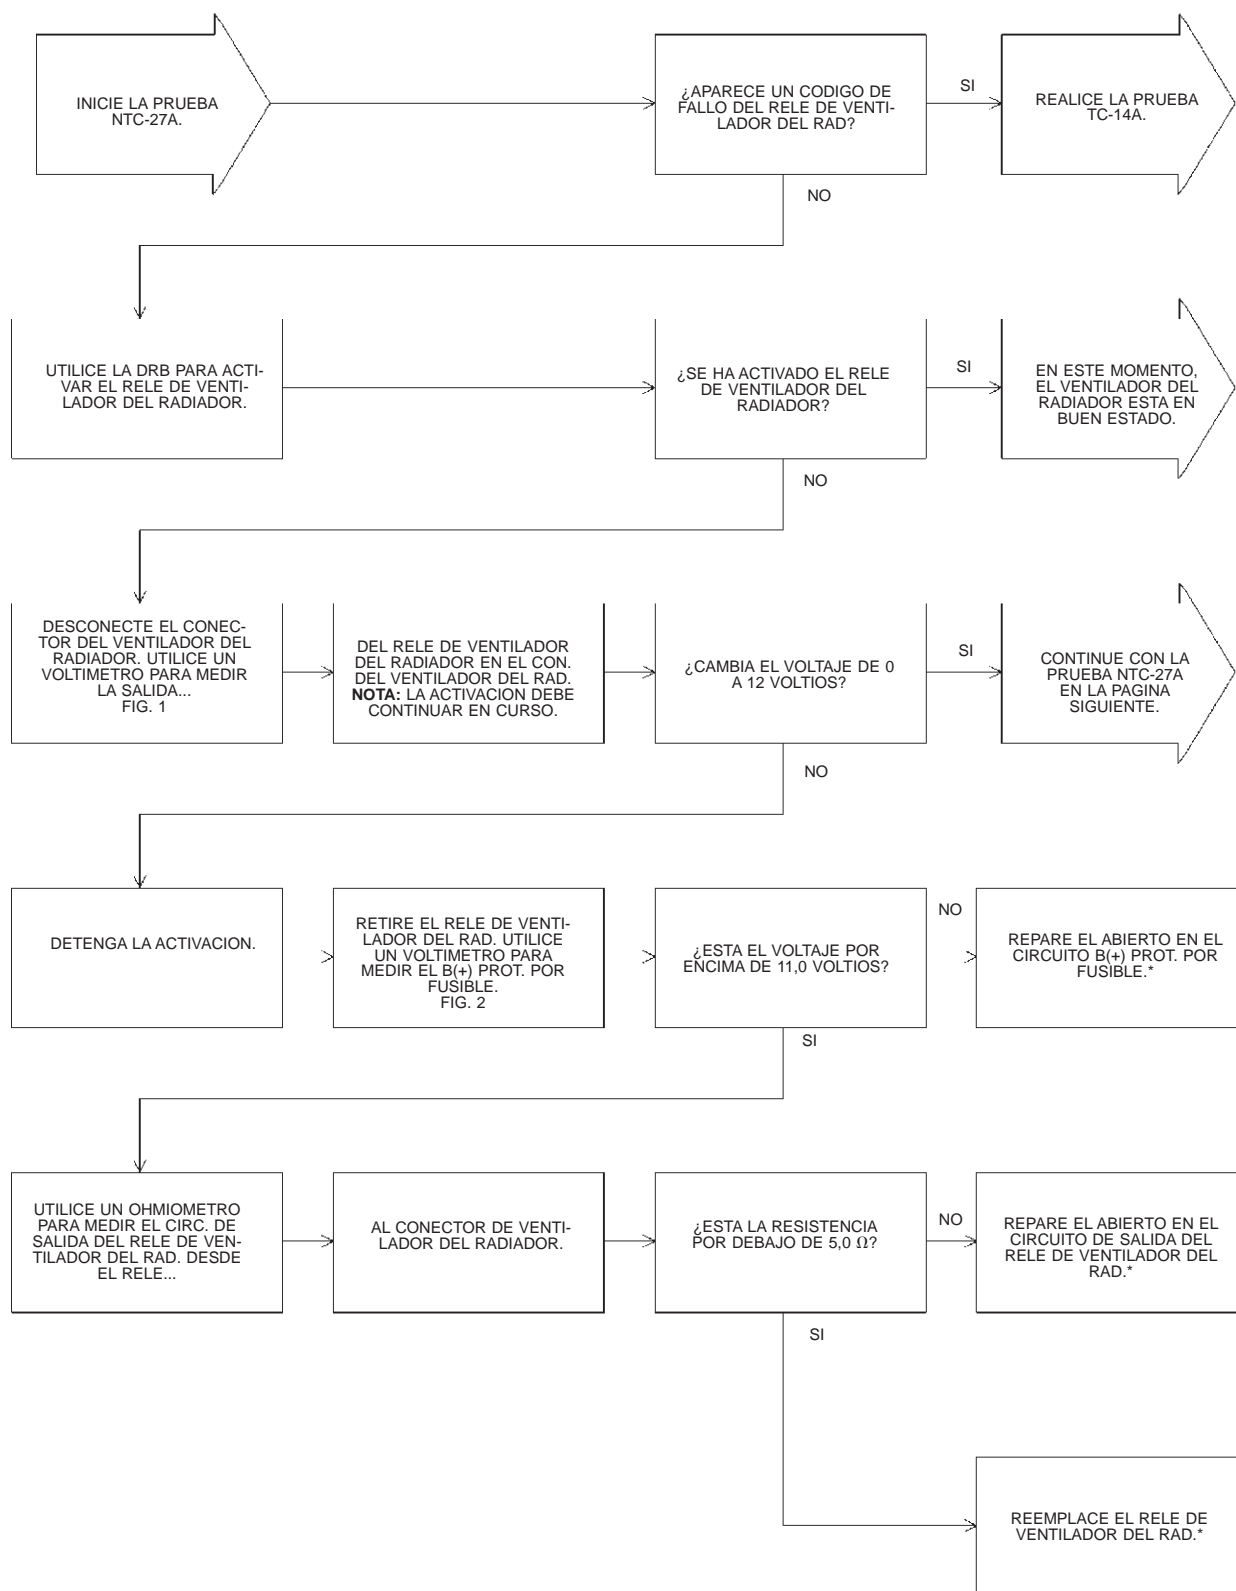 INICIE LA PRUEBA
NTC-27A.
¿APARECE UN CODIGO DE
FALLO DEL RELE DE VENTI-
LADOR DEL RAD?
SI
REALICE LA PRUEBA
TC-14A.
NO
UTILICE LA DRB PARA ACTI-
VAR EL RELE DE VENTI-
LADOR DEL RADIADOR.
¿SE HA ACTIVADO EL RELE
DE VENTILADOR DEL
RADIADOR?
SI
EN ESTE MOMENTO,
EL VENTILADOR DEL
RADIADOR ESTA EN
BUEN ESTADO.
NO
DESCONECTE EL CONEC-
TOR DEL VENTILADOR DEL
RADIADOR. UTILICE UN
VOLTIMETRO PARA MEDIR
LA SALIDA...
FIG. 1
DEL RELE DE VENTILADOR
DEL RADIADOR EN EL CON.
DEL VENTILADOR DEL RAD.
NOTA: LA ACTIVACION DEBE
CONTINUAR EN CURSO.
¿CAMBIA EL VOLTAJE DE 0
A 12 VOLTIOS?
SI
CONTINUE CON LA
PRUEBA NTC-27A
EN LA PAGINA
SIGUIENTE.
NO
DETENGA LA ACTIVACION.
RETIRE EL RELE DE VENTI-
LADOR DEL RAD. UTILICE
UN VOLTIMETRO PARA
MEDIR EL B(+) PROT. POR
FUSIBLE.
FIG. 2
¿ESTA EL VOLTAJE POR
ENCIMA DE 11,0 VOLTIOS?
NO
REPARE EL ABIERTO EN EL
CIRCUITO B(+) PROT. POR
FUSIBLE.*
SI
UTILICE UN OHMIOMETRO
PARA MEDIR EL CIRC. DE
SALIDA DEL RELE DE VEN-
TILADOR DEL RAD. DESDE
EL RELE...
AL CONECTOR DE VENTI-
LADOR DEL RADIADOR.
¿ESTA LA RESISTENCIA
POR DEBAJO DE 5,0 Ω?
NO
REPARE EL ABIERTO EN EL
CIRCUITO DE SALIDA DEL
RELE DE VENTILADOR DEL
RAD.*
SI
REEMPLACE EL RELE DE
VENTILADOR DEL RAD.*